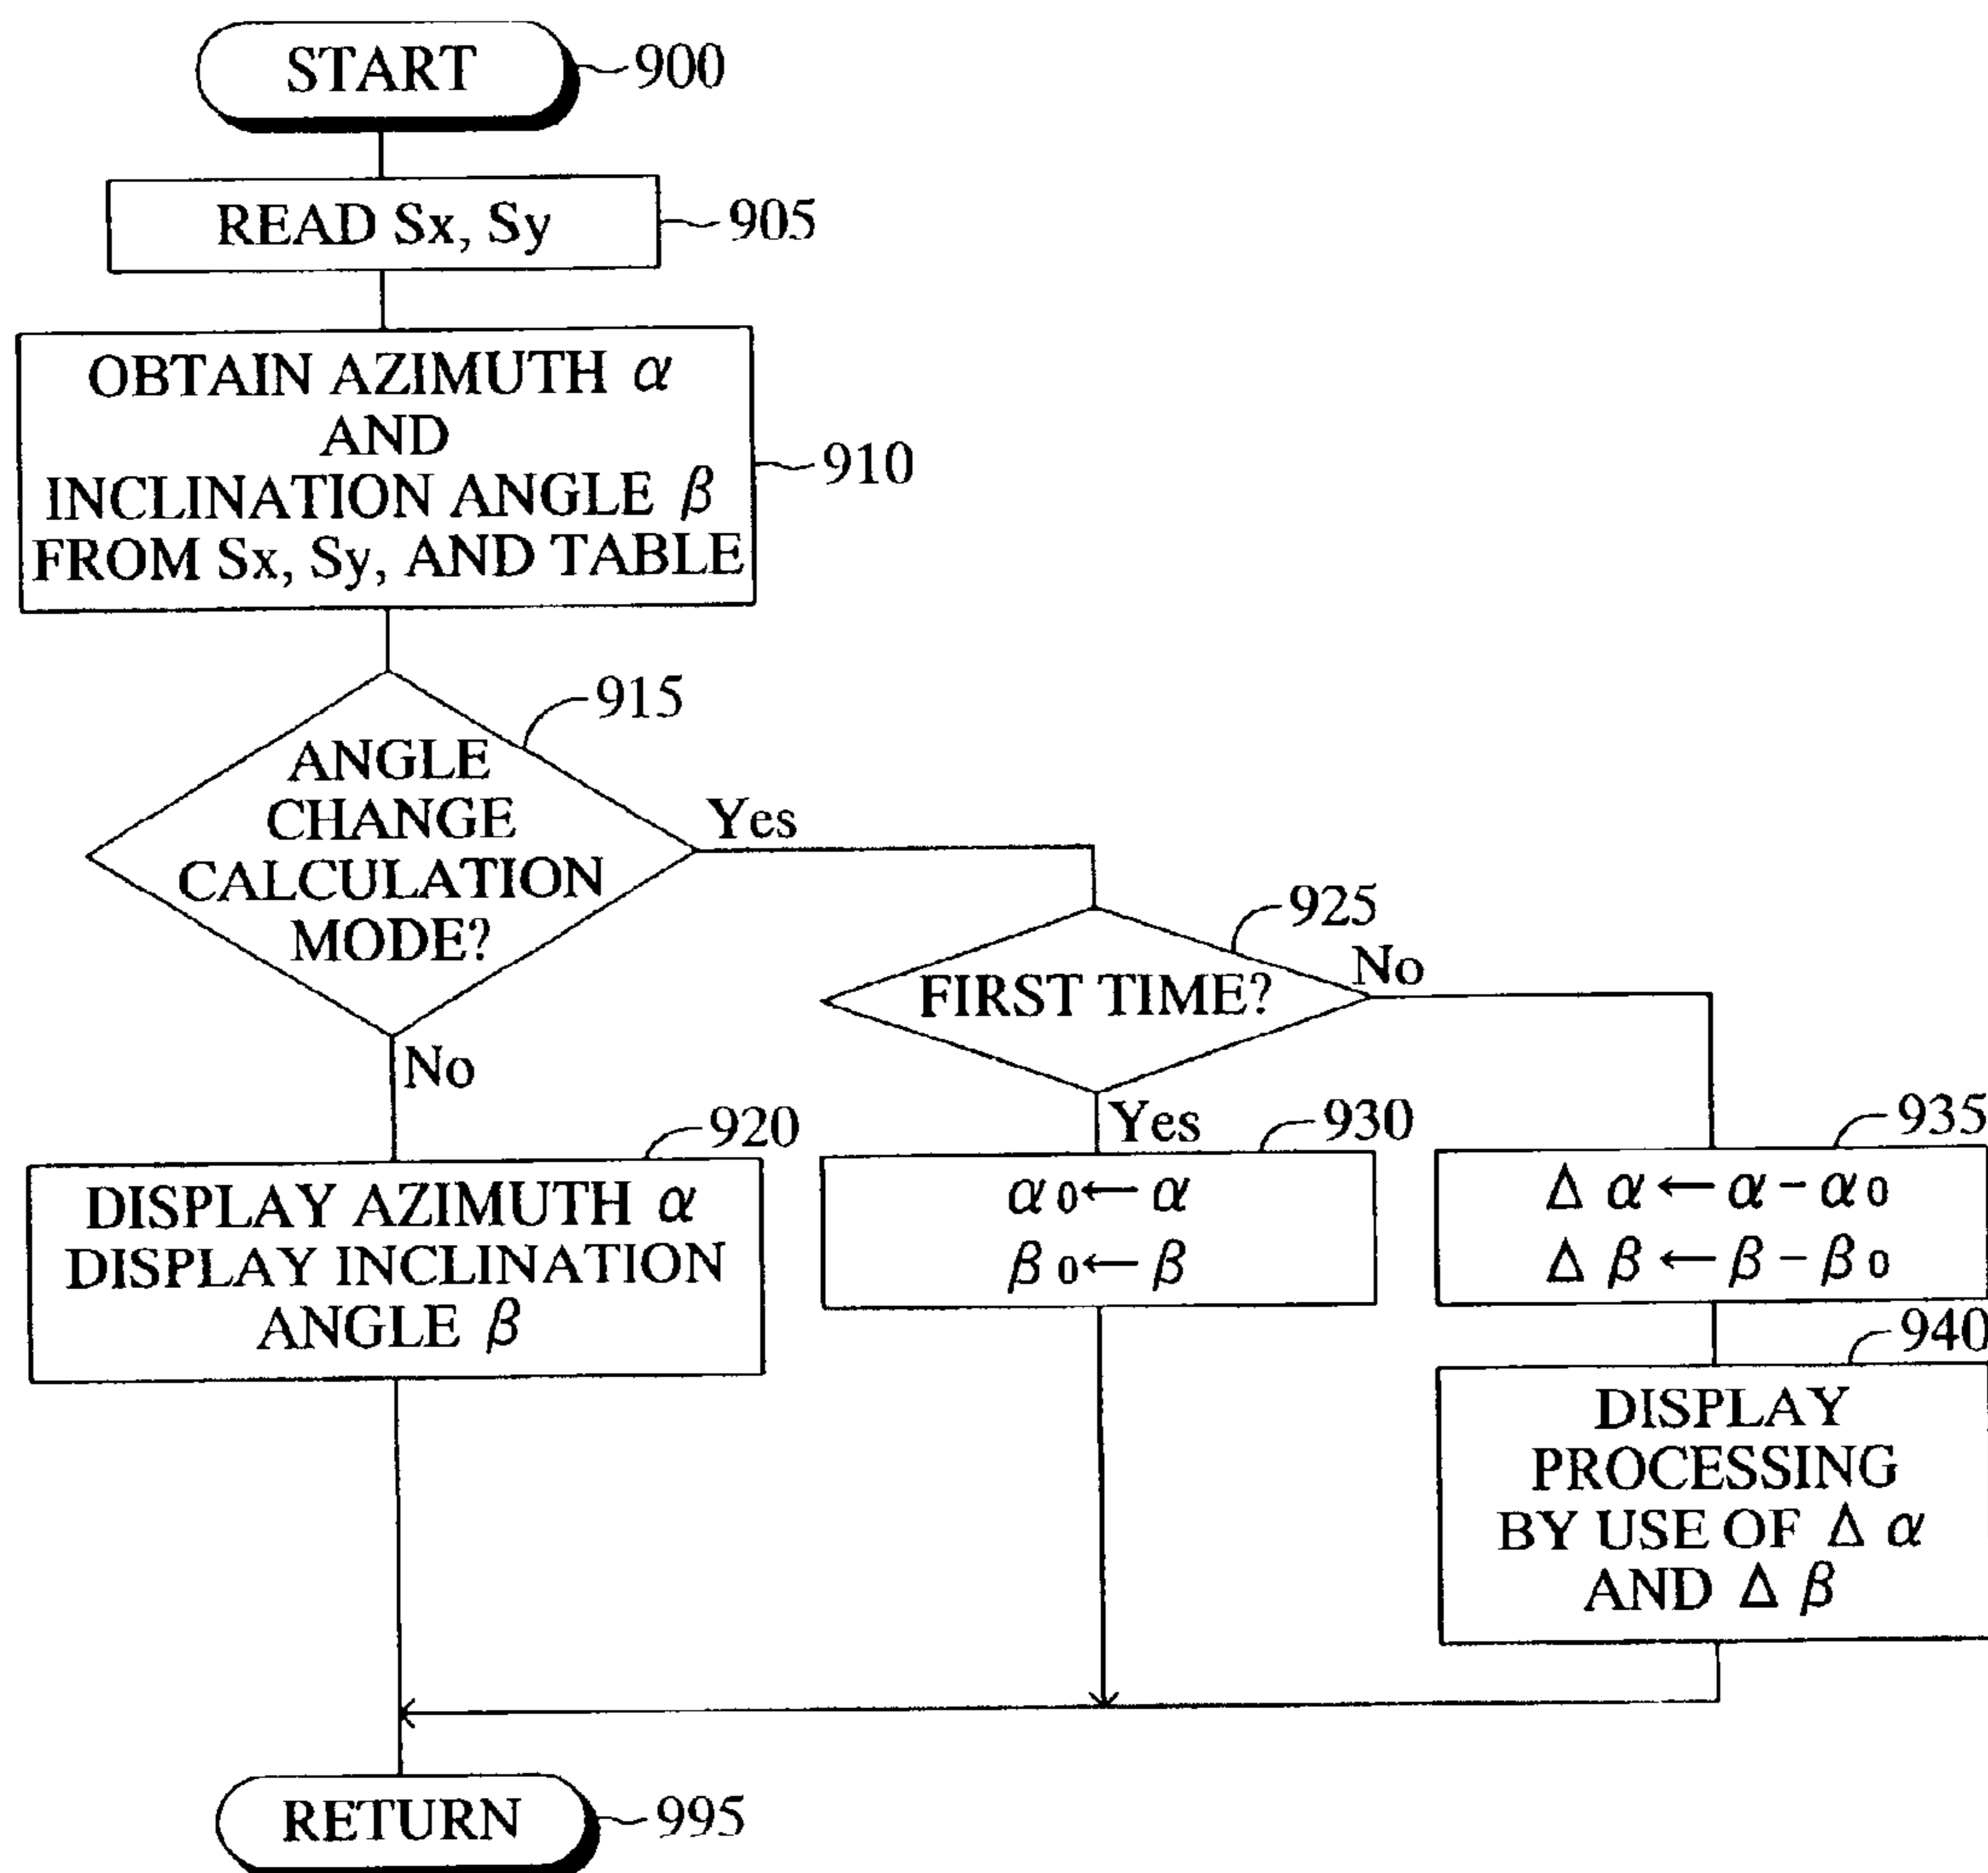 START
900
READ Sx, Sy
905
OBTAIN AZIMUTH α
AND
INCLINATION ANGLE β
FROM Sx, Sy, AND TABLE
910
915
ANGLE
CHANGE
CALCULATION
MODE?
Yes
No
925
FIRST TIME?
No
Yes
920
DISPLAY AZIMUTH α
DISPLAY INCLINATION
ANGLE β
930
α0←α
β0←β
935
Δα←α-α0
Δβ←β-β0
940
DISPLAY
PROCESSING
BY USE OF Δα
AND Δβ
RETURN
995